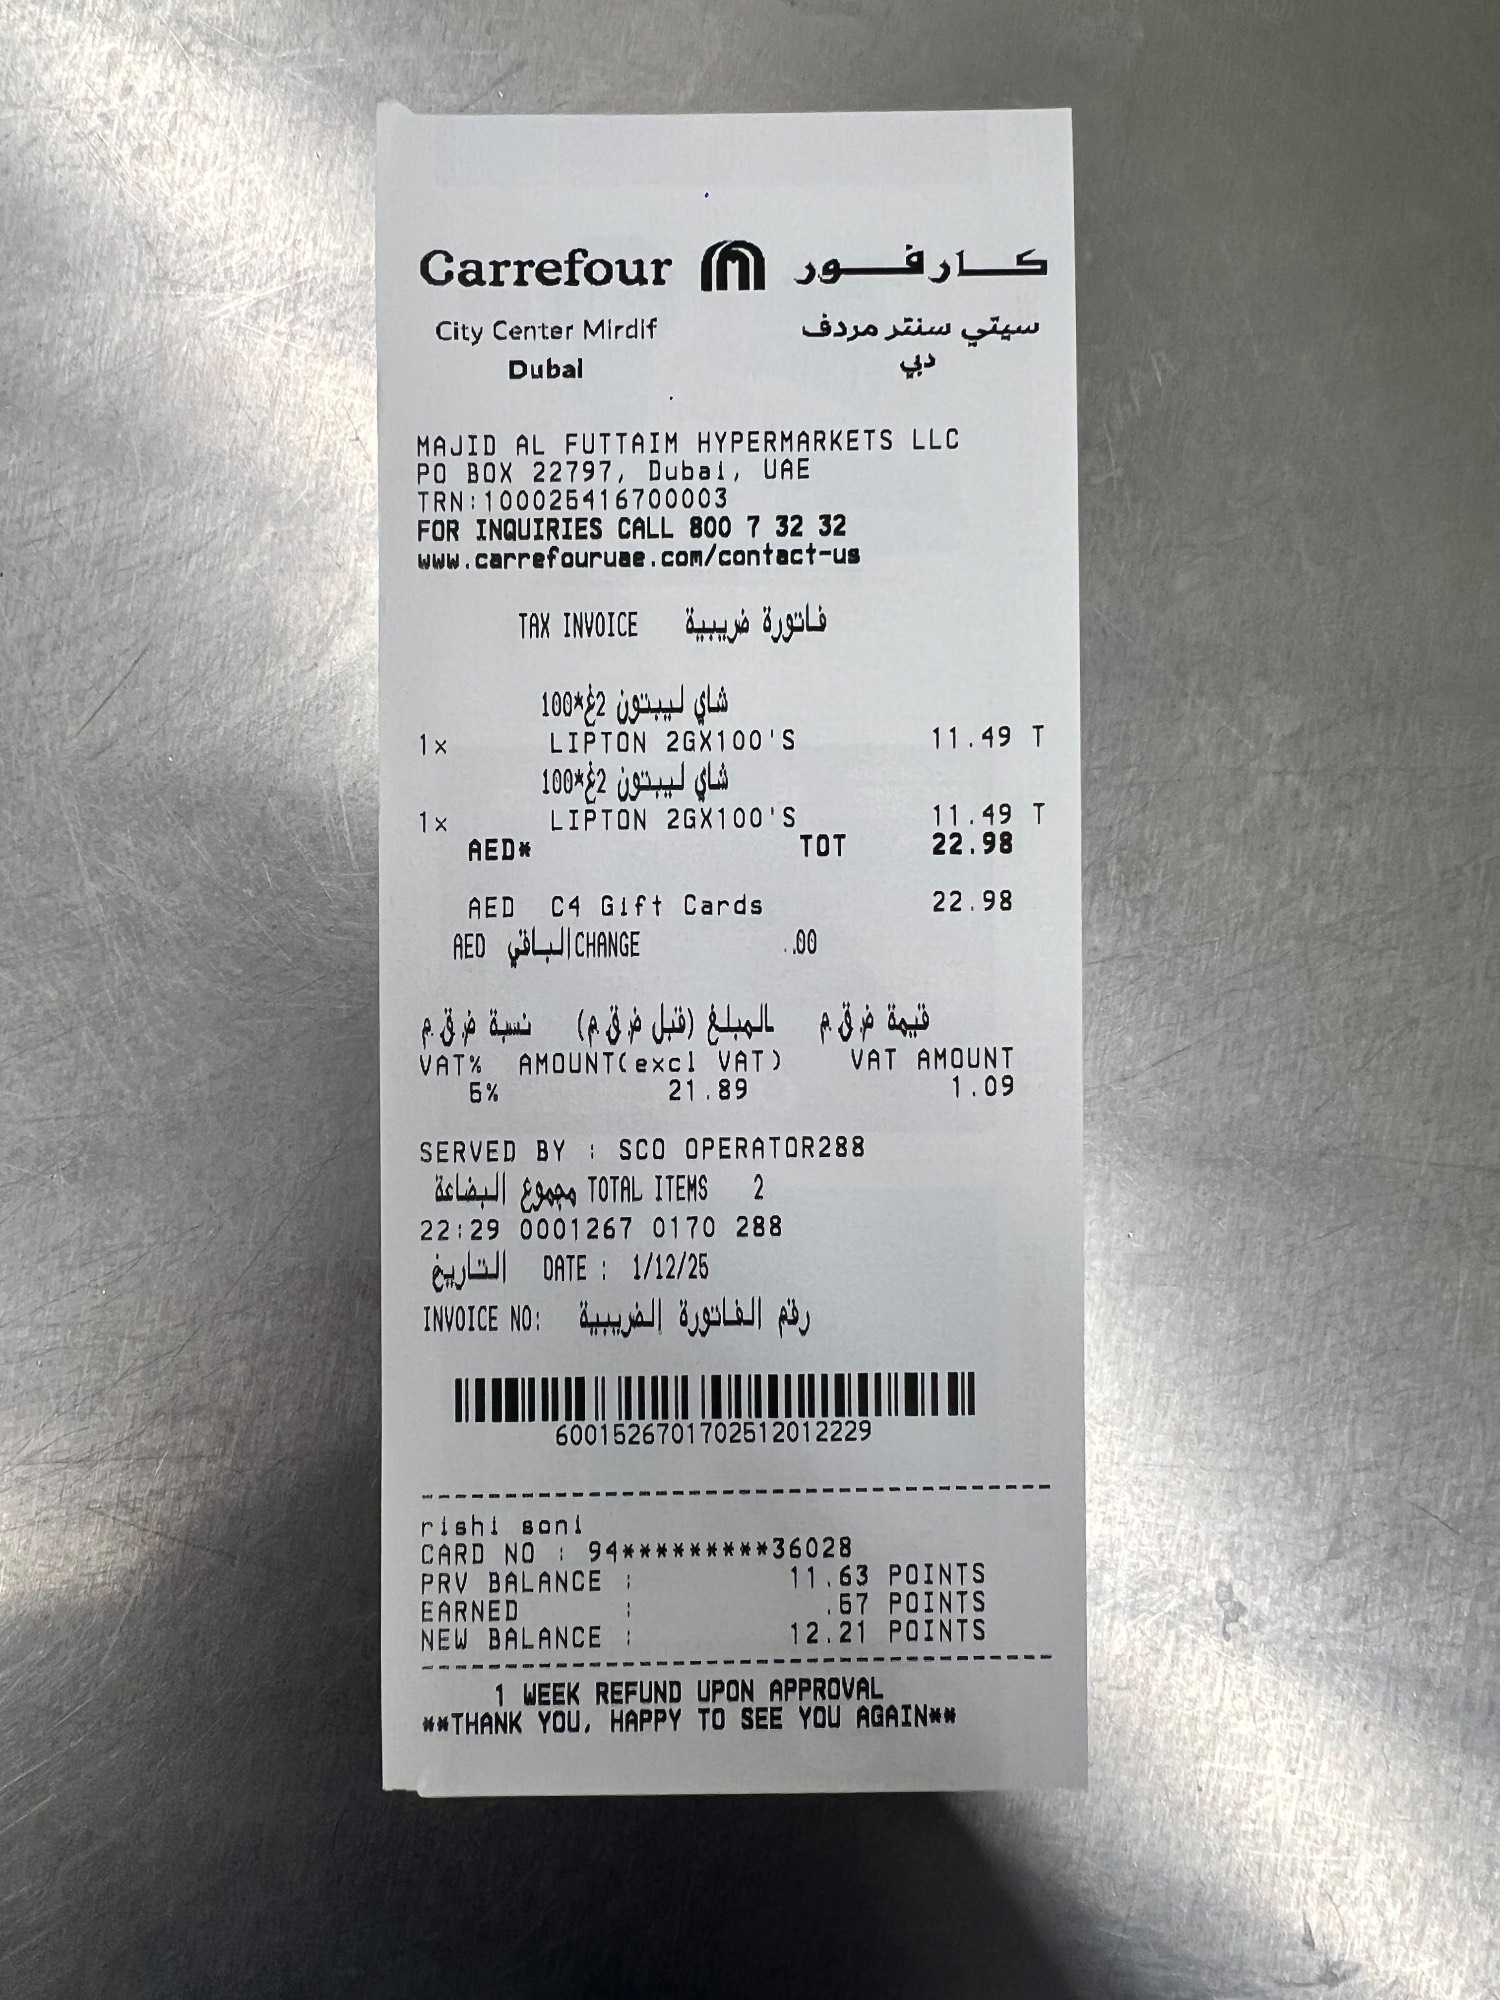 Carrefour كارفور
City Center Mirdif سيتي سنتر مردف
Dubai دبي
MAJID AL FUTTAIM HYPERMARKETS LLC
PO BOX 22797, Dubai, UAE
TRN:100025416700003
FOR INQUIRIES CALL 800 7 32 32
www.carrefouruae.com/contact-us
TAX INVOICE فاتورة ضريبية
شاي ليبتون 2غ*100
1x LIPTON 2GX100'S 11.49 T
شاي ليبتون 2غ*100
1x LIPTON 2GX100'S 11.49 T
AED* TOT 22.98
AED C4 Gift Cards 22.98
AED الباقي CHANGE .00
نسبة ض ق م المبلغ (قبل ض ق م) قيمة ض ق م
VAT% AMOUNT(excl VAT) VAT AMOUNT
5% 21.89 1.09
SERVED BY : SCO OPERATOR288
مجموع البضاعة TOTAL ITEMS 2
22:29 0001267 0170 288
التاريخ DATE : 1/12/25
INVOICE NO: رقم الفاتورة الضريبية
6001526701702512012229
rishi soni
CARD NO : 94*********36028
PRV BALANCE : 11.63 POINTS
EARNED : .57 POINTS
NEW BALANCE : 12.21 POINTS
1 WEEK REFUND UPON APPROVAL
**THANK YOU, HAPPY TO SEE YOU AGAIN**